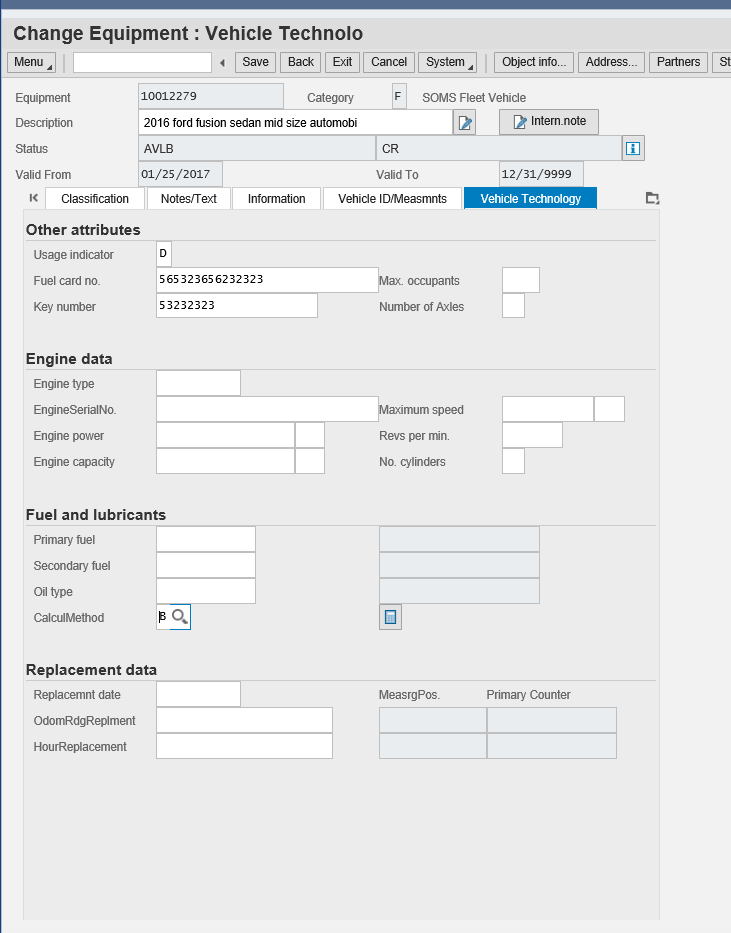 Change Equipment : Vehicle Technolo
Menu Save Back Exit Cancel System Object info... Address... Partners St
Equipment 10012279 Category F SOMS Fleet Vehicle
Description 2016 ford fusion sedan mid size automobi Intern.note
Status AVLB CR
Valid From 01/25/2017 Valid To 12/31/9999
Classification Notes/Text Information Vehicle ID/Measmnts Vehicle Technology
Other attributes
Usage indicator D
Fuel card no. 565323656232323 Max. occupants
Key number 53232323 Number of Axles
Engine data
Engine type
EngineSerialNo. Maximum speed
Engine power Revs per min.
Engine capacity No. cylinders
Fuel and lubricants
Primary fuel
Secondary fuel
Oil type
CalculMethod B
Replacement data
Replacemnt date MeasrgPos. Primary Counter
OdomRdgReplment
HourReplacement